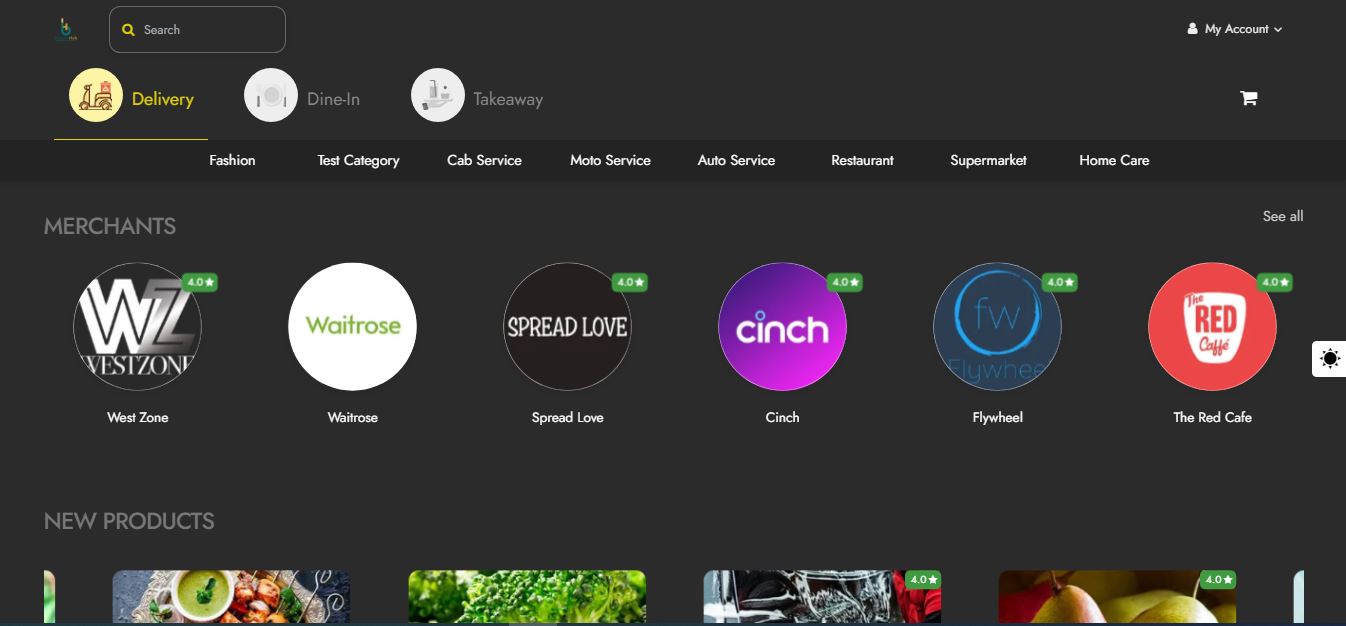 Search
My Account
Delivery
Dine-In
Takeaway
Fashion
Test Category
Cab Service
Moto Service
Auto Service
Restaurant
Supermarket
Home Care
MERCHANTS
See all
WZ
WESTZONE
4.0
Waitrose
SPREAD LOVE
4.0
cinch
4.0
fw
Flywheel
4.0
The
RED
Caffé
4.0
West Zone
Waitrose
Spread Love
Cinch
Flywheel
The Red Cafe
NEW PRODUCTS
4.0
4.0